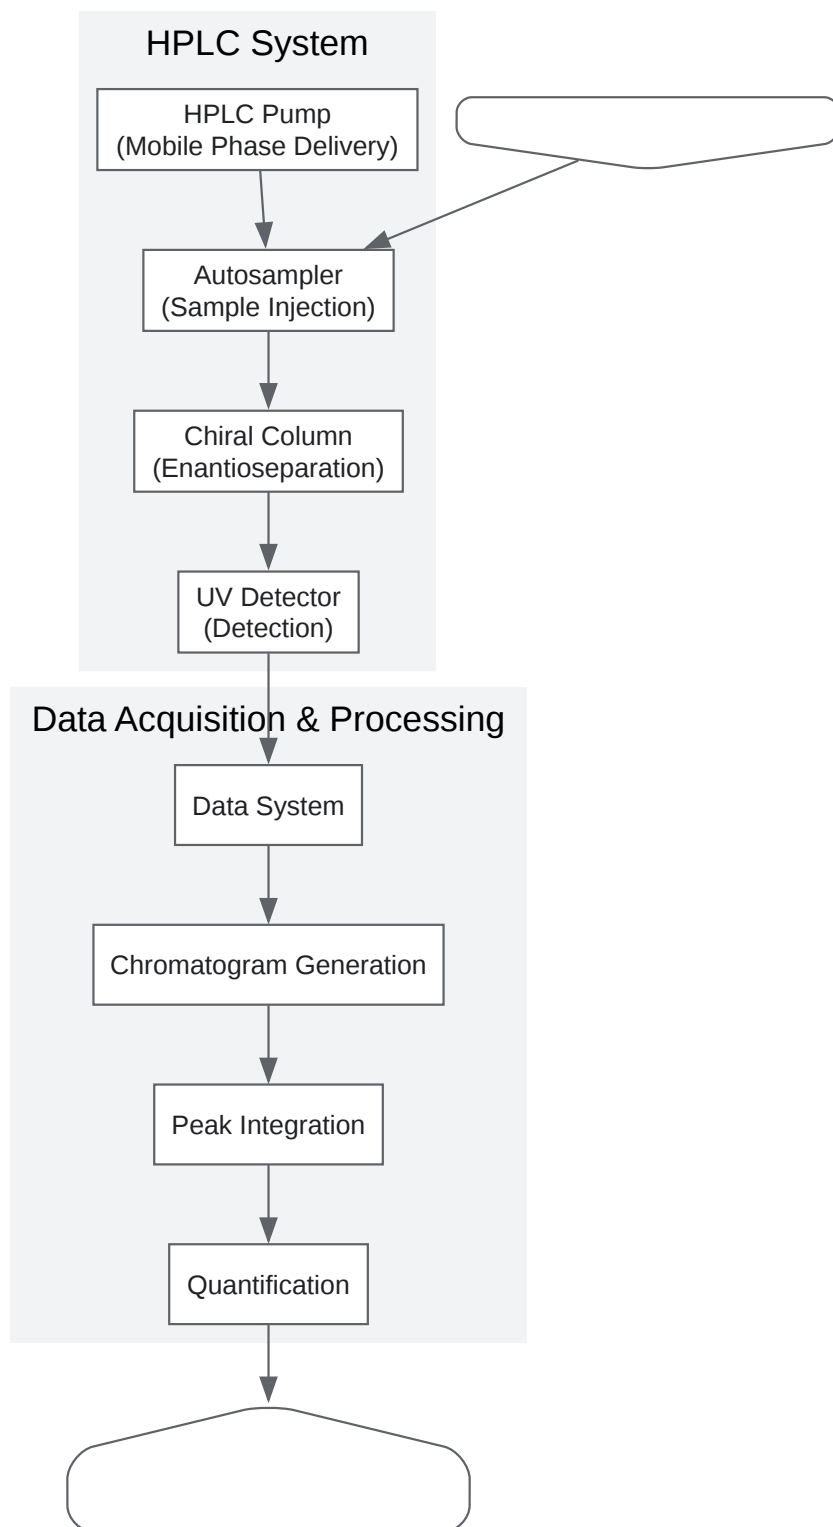 HPLC System
HPLC Pump
(Mobile Phase Delivery)
Autosampler
(Sample Injection)
Chiral Column
(Enantioseparation)
UV Detector
(Detection)
Data Acquisition & Processing
Data System
Chromatogram Generation
Peak Integration
Quantification